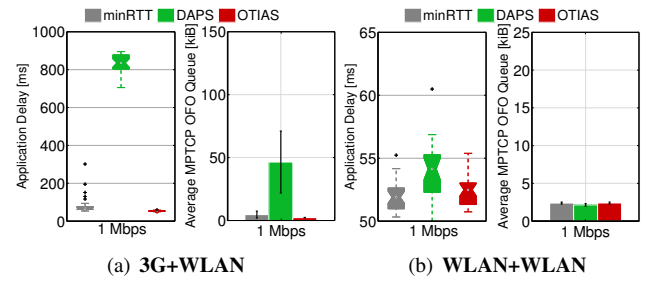 minRTT DAPS OTIAS
minRTT DAPS OTIAS
Application Delay [ms]
1000
800
600
400
200
0
1 Mbps
Average MPTCP OFO Queue [kiB]
150
100
50
0
1 Mbps
Application Delay [ms]
65
60
55
50
1 Mbps
Average MPTCP OFO Queue [kiB]
25
20
15
10
5
0
1 Mbps
(a) 3G+WLAN
(b) WLAN+WLAN